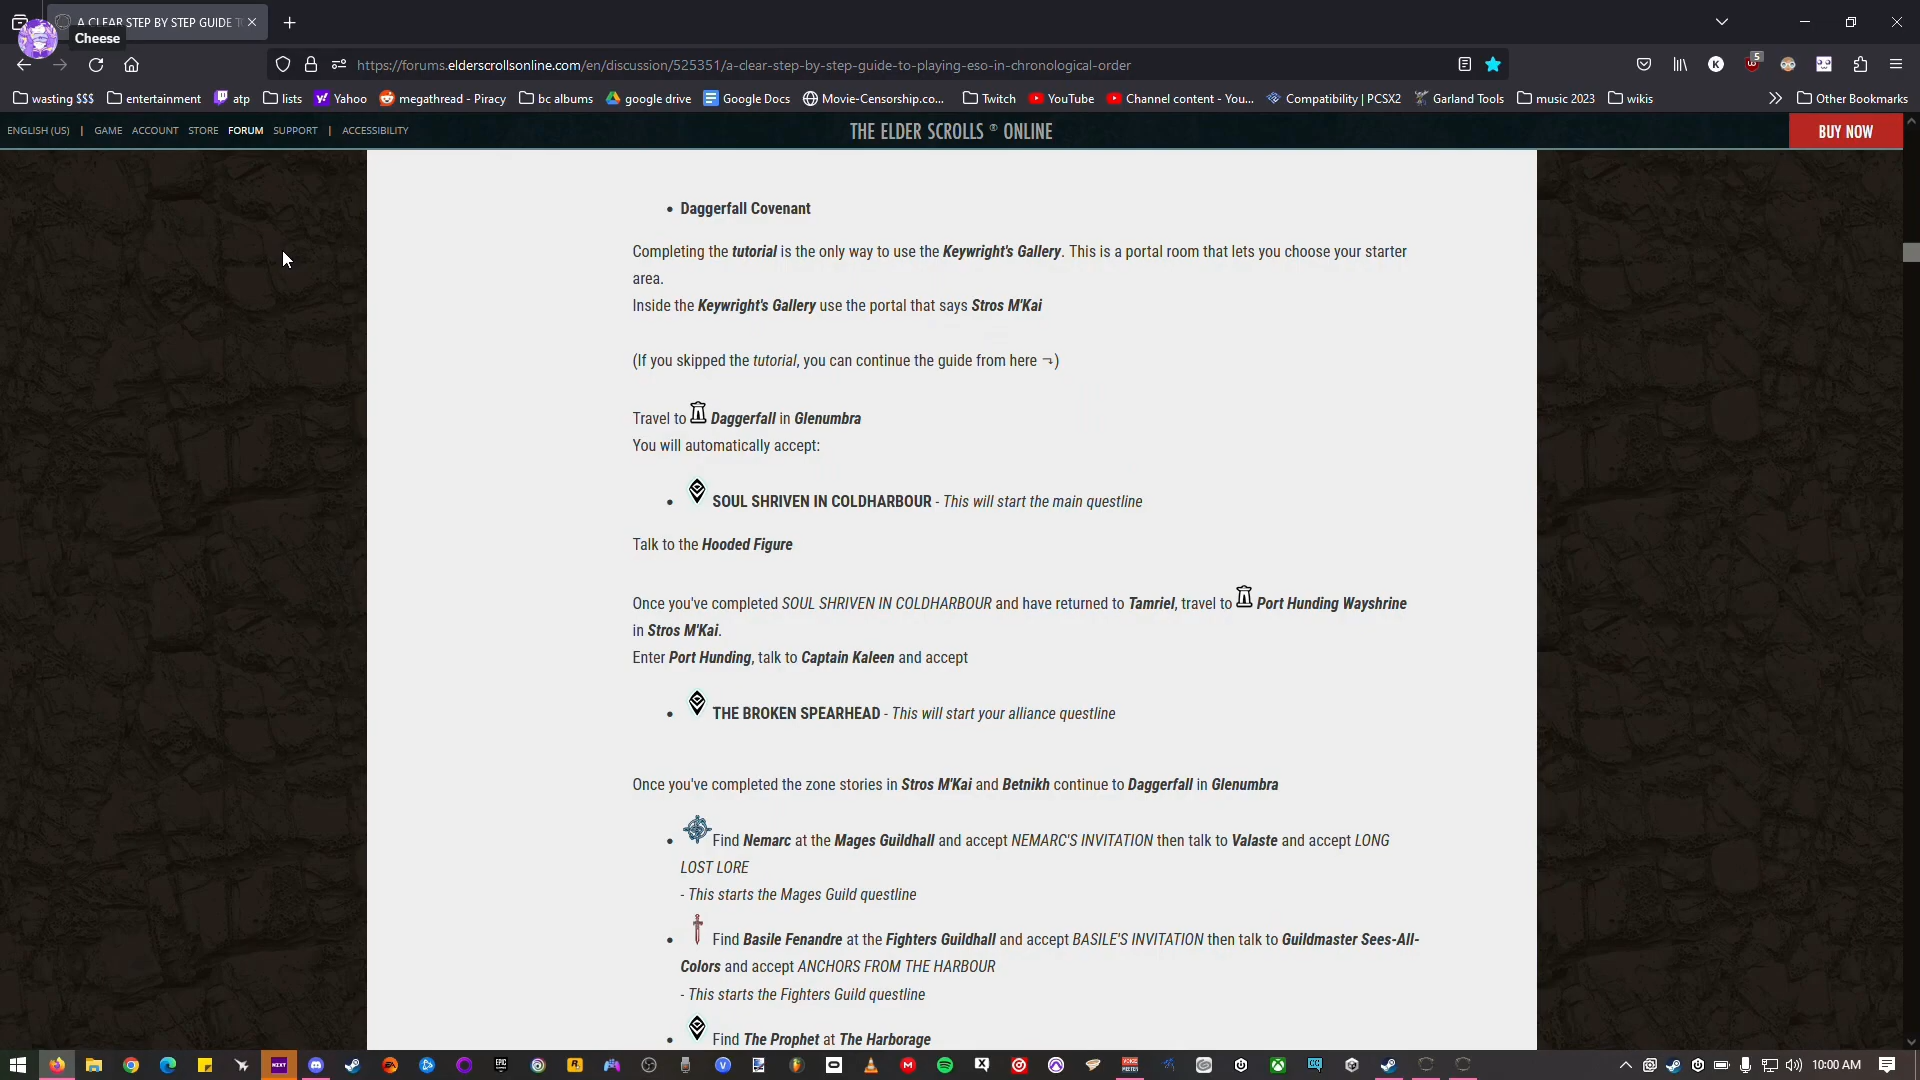 A CLEAR STEP BY STEP GUIDE T
Cheese
https://forums.elderscrollsonline.com/en/discussion/525351/a-clear-step-by-step-guide-to-playing-eso-in-chronological-order
5
wasting $$$ entertainment atp lists Yahoo megathread - Piracy bc albums google drive Google Docs Movie-Censorship.co... Twitch YouTube Channel content - You... Compatibility | PCSX2 Garland Tools music 2023 wikis Other Bookmarks
ENGLISH (US) | GAME ACCOUNT STORE FORUM SUPPORT | ACCESSIBILITY THE ELDER SCROLLS ® ONLINE BUY NOW
• Daggerfall Covenant
Completing the tutorial is the only way to use the Keywright's Gallery. This is a portal room that lets you choose your starter
area.
Inside the Keywright's Gallery use the portal that says Stros M'Kai
(If you skipped the tutorial, you can continue the guide from here ¬)
Travel to Daggerfall in Glenumbra
You will automatically accept:
• SOUL SHRIVEN IN COLDHARBOUR - This will start the main questline
Talk to the Hooded Figure
Once you've completed SOUL SHRIVEN IN COLDHARBOUR and have returned to Tamriel, travel to Port Hunding Wayshrine
in Stros M'Kai.
Enter Port Hunding, talk to Captain Kaleen and accept
• THE BROKEN SPEARHEAD - This will start your alliance questline
Once you've completed the zone stories in Stros M'Kai and Betnikh continue to Daggerfall in Glenumbra
• Find Nemarc at the Mages Guildhall and accept NEMARC'S INVITATION then talk to Valaste and accept LONG
LOST LORE
- This starts the Mages Guild questline
• Find Basile Fenandre at the Fighters Guildhall and accept BASILE'S INVITATION then talk to Guildmaster Sees-All-
Colors and accept ANCHORS FROM THE HARBOUR
- This starts the Fighters Guild questline
• Find The Prophet at The Harborage
10:00 AM